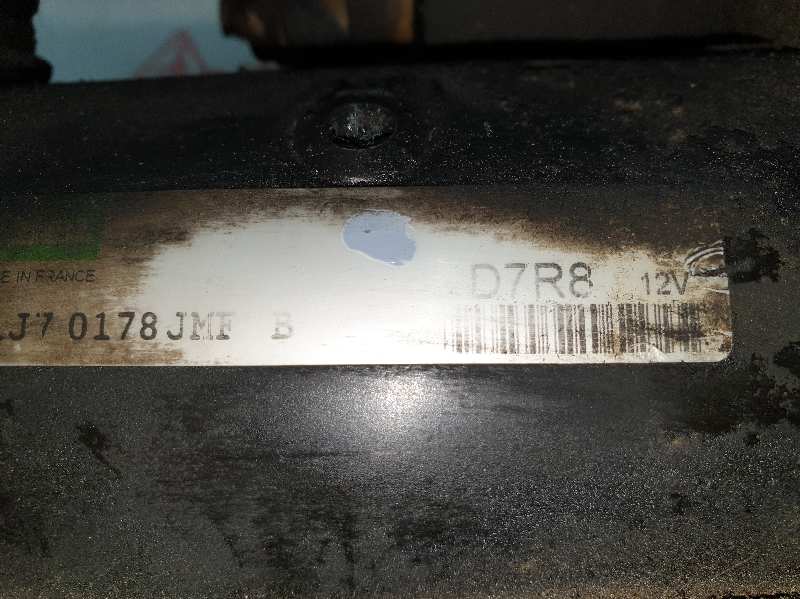 IN FRANCE
D7R8 12V
J7 0178 JMF B